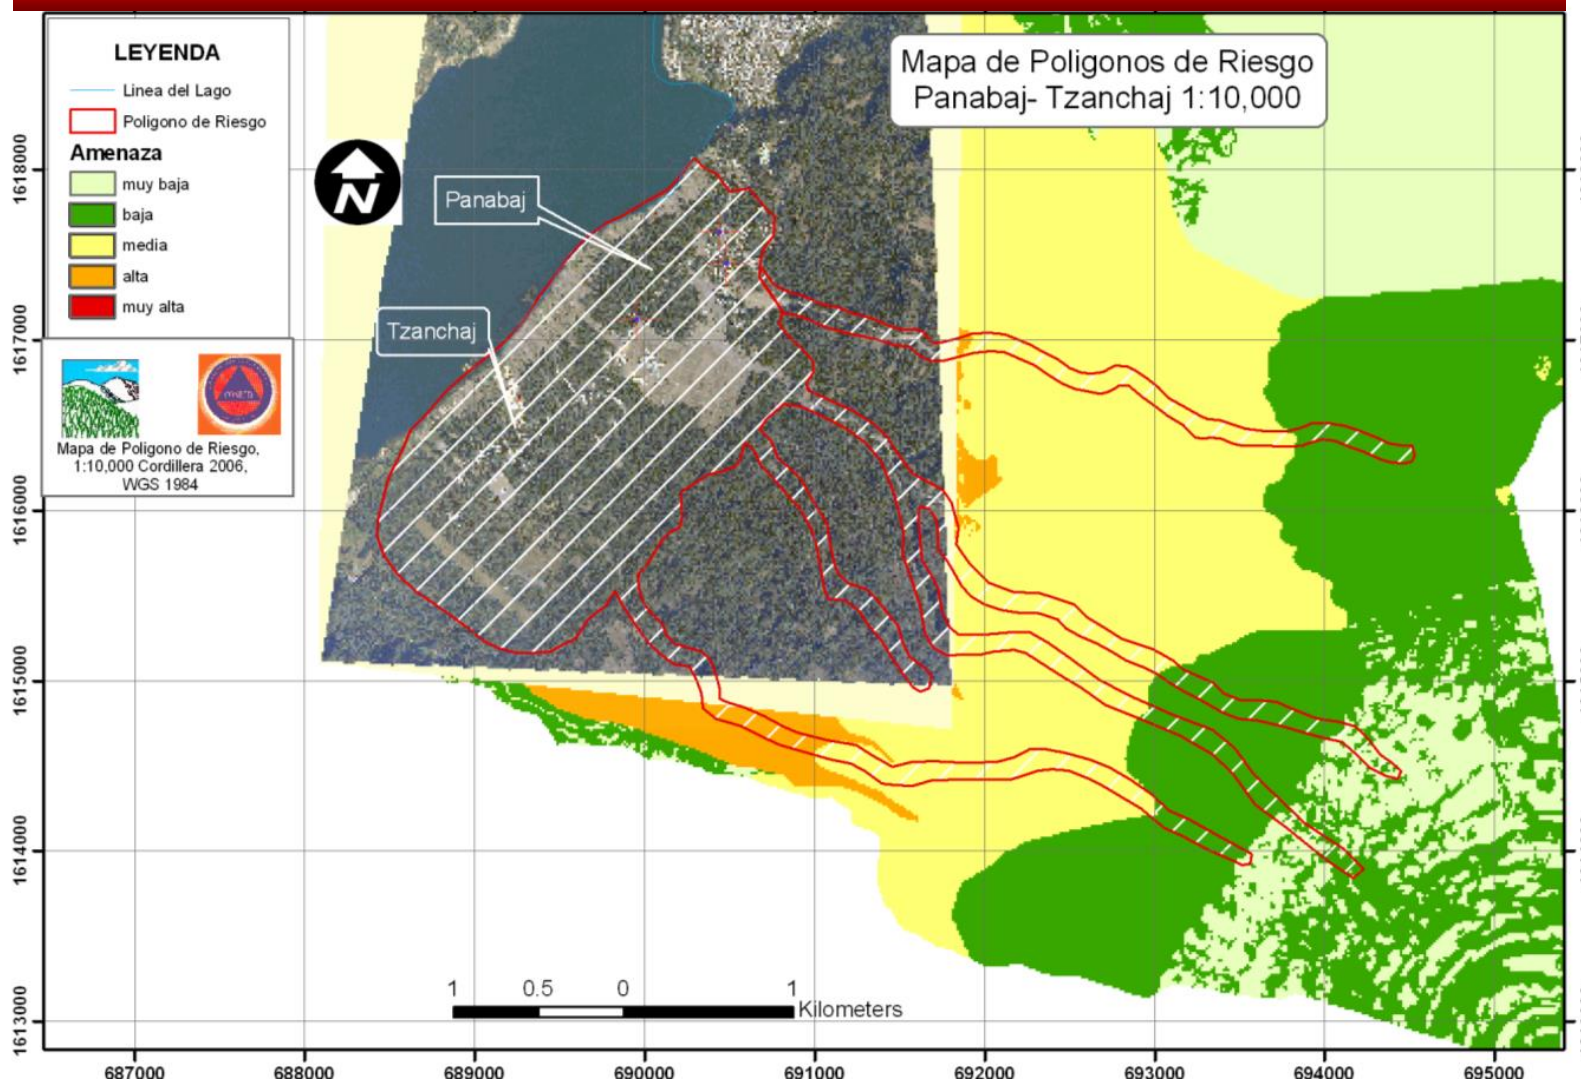 LEYENDA
Linea del Lago
Poligono de Riesgo
Amenaza
muy baja
baja
media
alta
muy alta
Mapa de Poligono de Riesgo,
1:10,000 Cordillera 2006,
WGS 1984
Mapa de Poligonos de Riesgo
Panabaj- Tzanchaj 1:10,000
N
Panabaj
Tzanchaj
1618000
1617000
1616000
1615000
1614000
1613000
1 0.5 0 1
Kilometers
687000 688000 689000 690000 691000 692000 693000 694000 695000